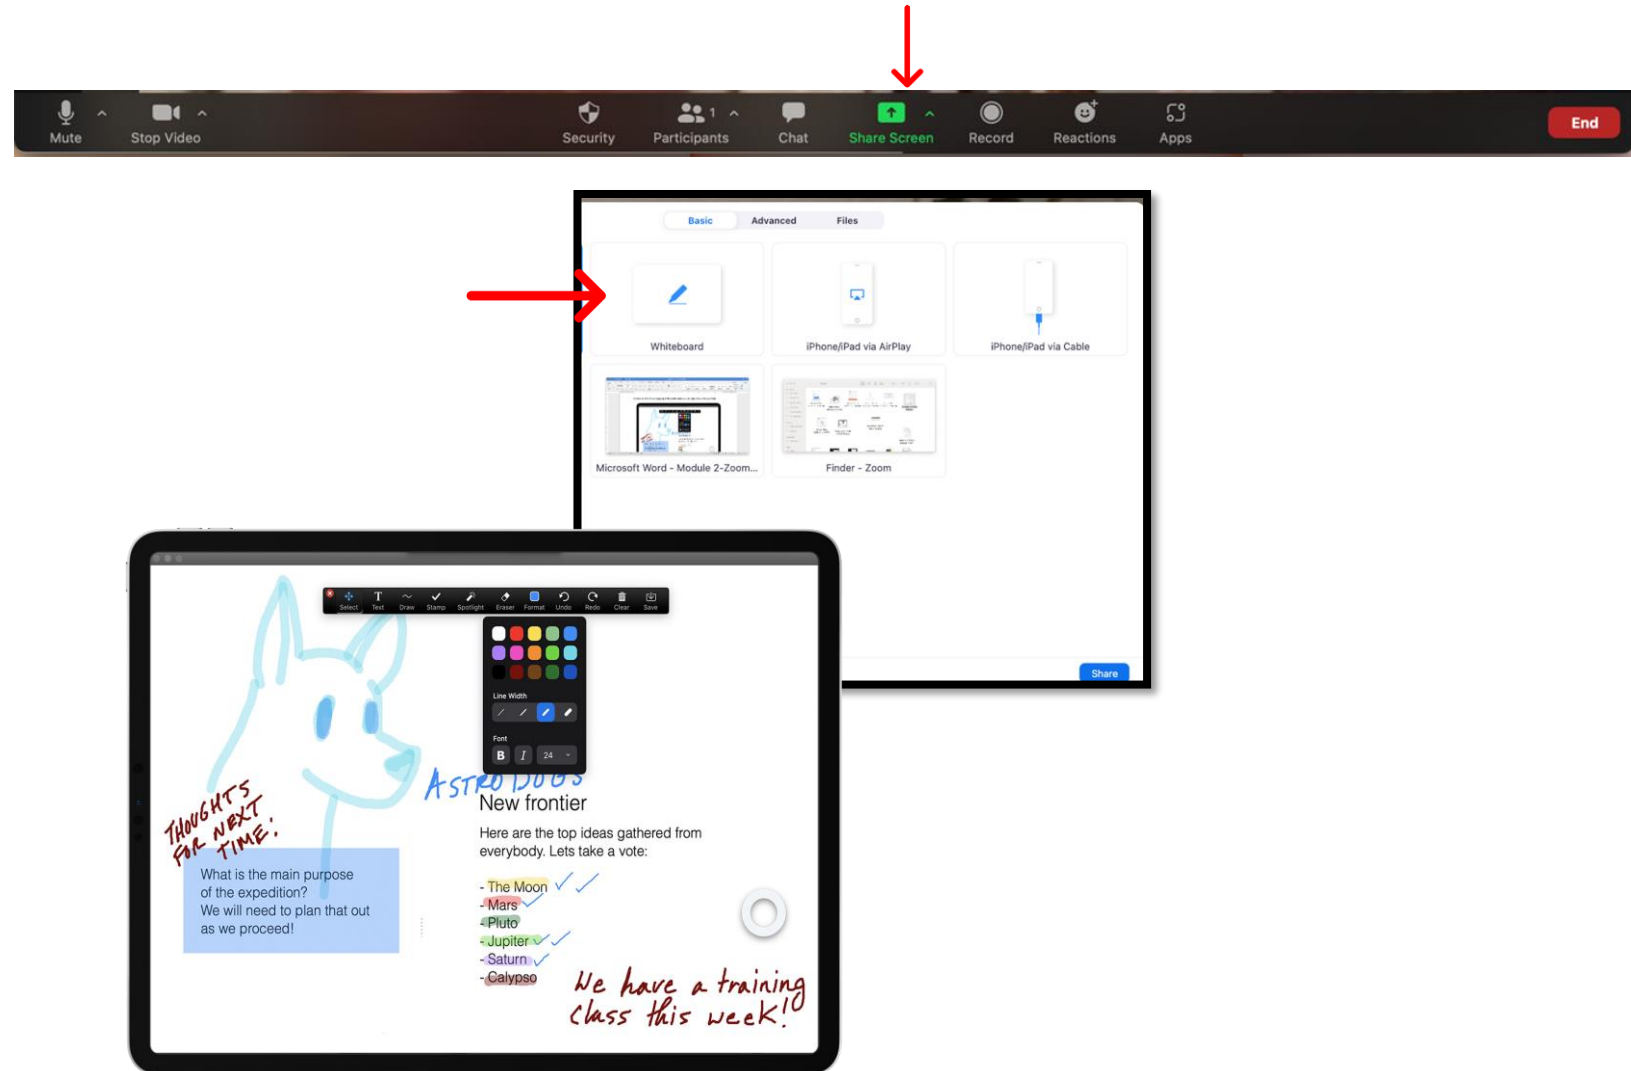 Mute
Stop Video
Security
Participants
1
Chat
Share Screen
Record
Reactions
Apps
End
Basic
Advanced
Files
Whiteboard
iPhone/iPad via AirPlay
iPhone/iPad via Cable
Microsoft Word - Module 2-Zoom...
Finder - Zoom
Share
Select
Text
Draw
Stamp
Spotlight
Eraser
Format
Undo
Redo
Clear
Save
Line Width
Font
B
I
24
ASTRO DOGS
THOUGHTS
FOR NEXT
TIME:
What is the main purpose
of the expedition?
We will need to plan that out
as we proceed!
New frontier
Here are the top ideas gathered from
everybody. Lets take a vote:
- The Moon
- Mars
- Pluto
- Jupiter
- Saturn
- Calypso
We have a training
class this week!